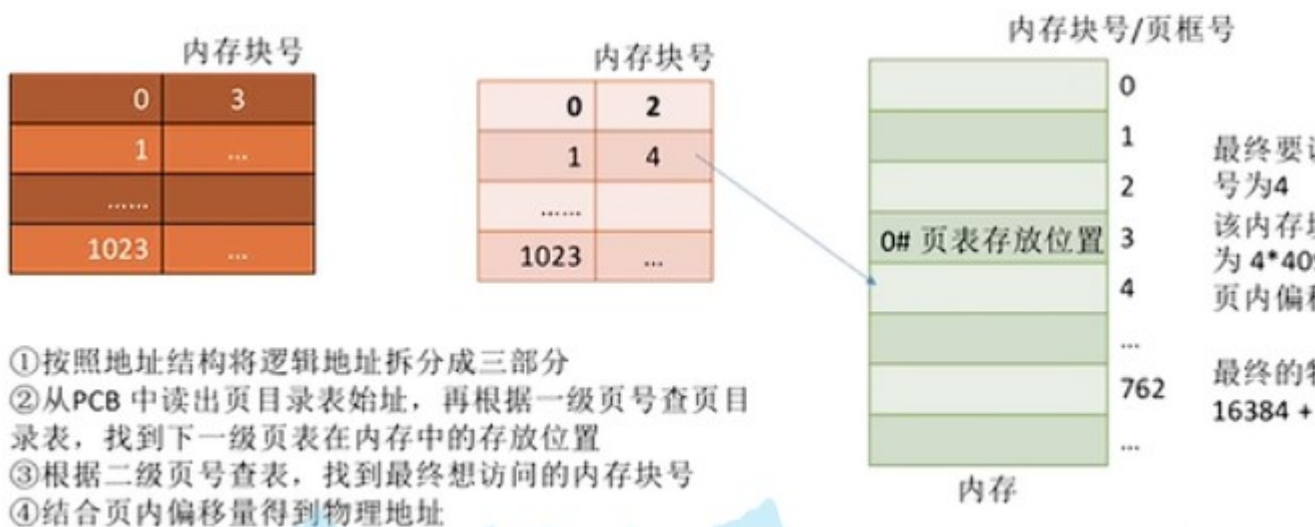 内存块号
0 3
1 ...
......
1023 ...
内存块号
0 2
1 4
......
1023 ...
内存块号/页框号
0
1
2
0# 页表存放位置 3
4
...
762
...
内存
最终要
号为4
该内存
为 4*40
页内偏
最终的
16384 +
①按照地址结构将逻辑地址拆分成三部分
②从PCB 中读出页目录表始址，再根据一级页号查页目
录表，找到下一级页表在内存中的存放位置
③根据二级页号查表，找到最终想访问的内存块号
④结合页内偏移量得到物理地址